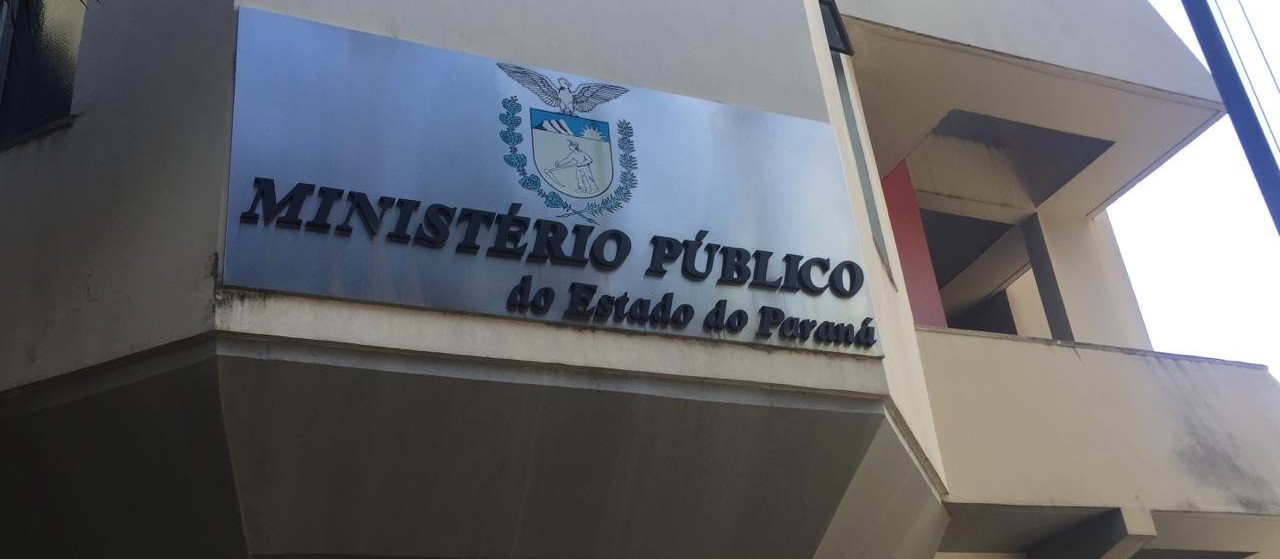 MINISTÉRIO PÚBLICO
do Estado do Paraná